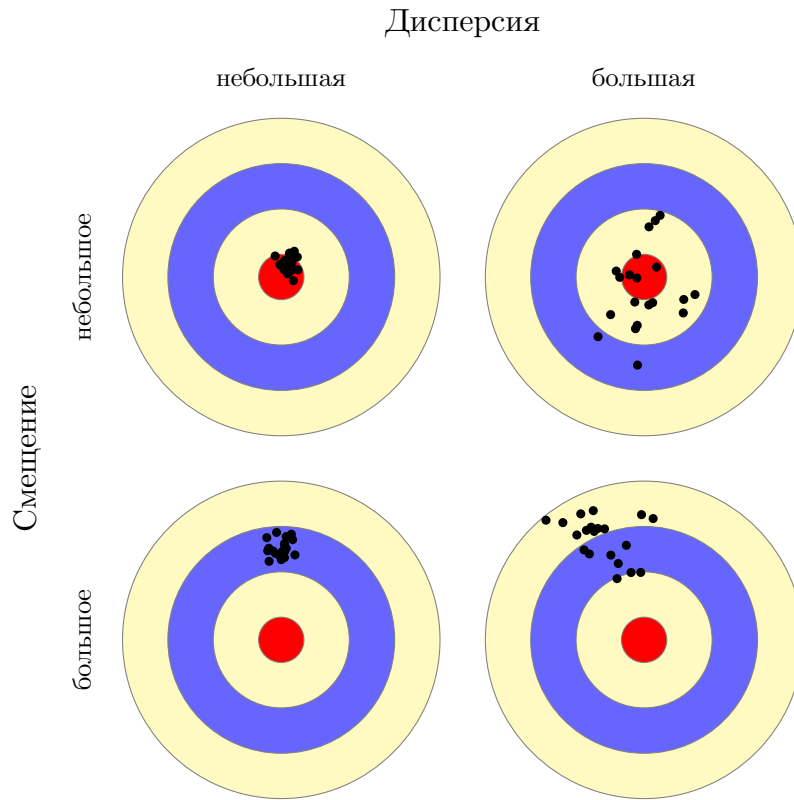 Дисперсия
небольшая
большая
Смещение
небольшое
большое